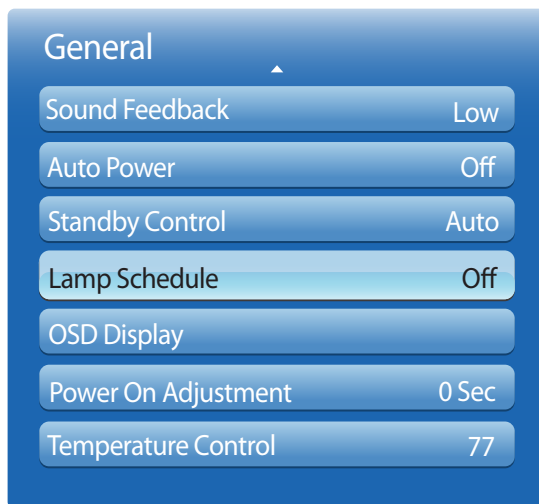 General
Sound Feedback Low
Auto Power Off
Standby Control Auto
Lamp Schedule Off
OSD Display
Power On Adjustment 0 Sec
Temperature Control 77